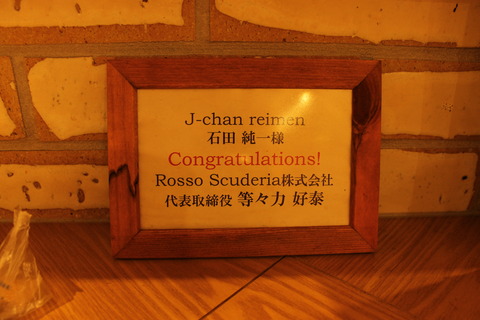 J-chan reimen
石田 純一様
Congratulations!
Rosso Scuderia株式会社
代表取締役 等々力 好泰